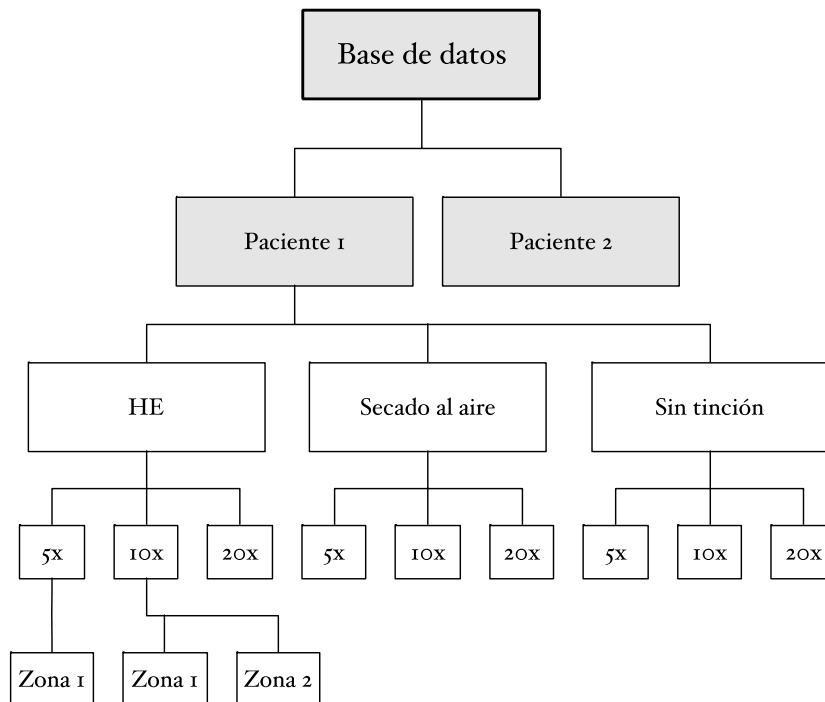 Base de datos
Paciente 1
Paciente 2
HE
Secado al aire
Sin tinción
5x
10x
20x
5x
10x
20x
5x
10x
20x
Zona 1
Zona 1
Zona 2